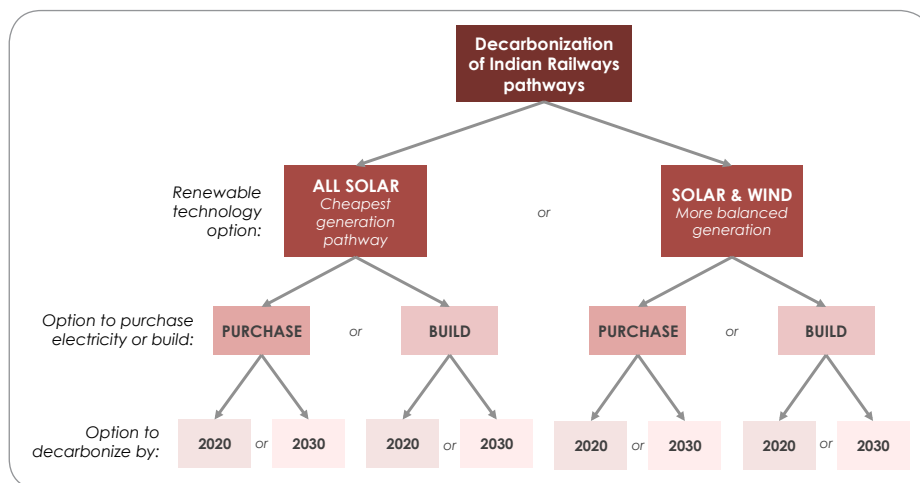 Decarbonization
of Indian Railways
pathways
Renewable
technology
option:
ALL SOLAR
Cheapest
generation
pathway
or
SOLAR & WIND
More balanced
generation
Option to purchase
electricity or build:
PURCHASE
or
BUILD
PURCHASE
or
BUILD
Option to
decarbonize by:
2020
or
2030
2020
or
2030
2020
or
2030
2020
or
2030